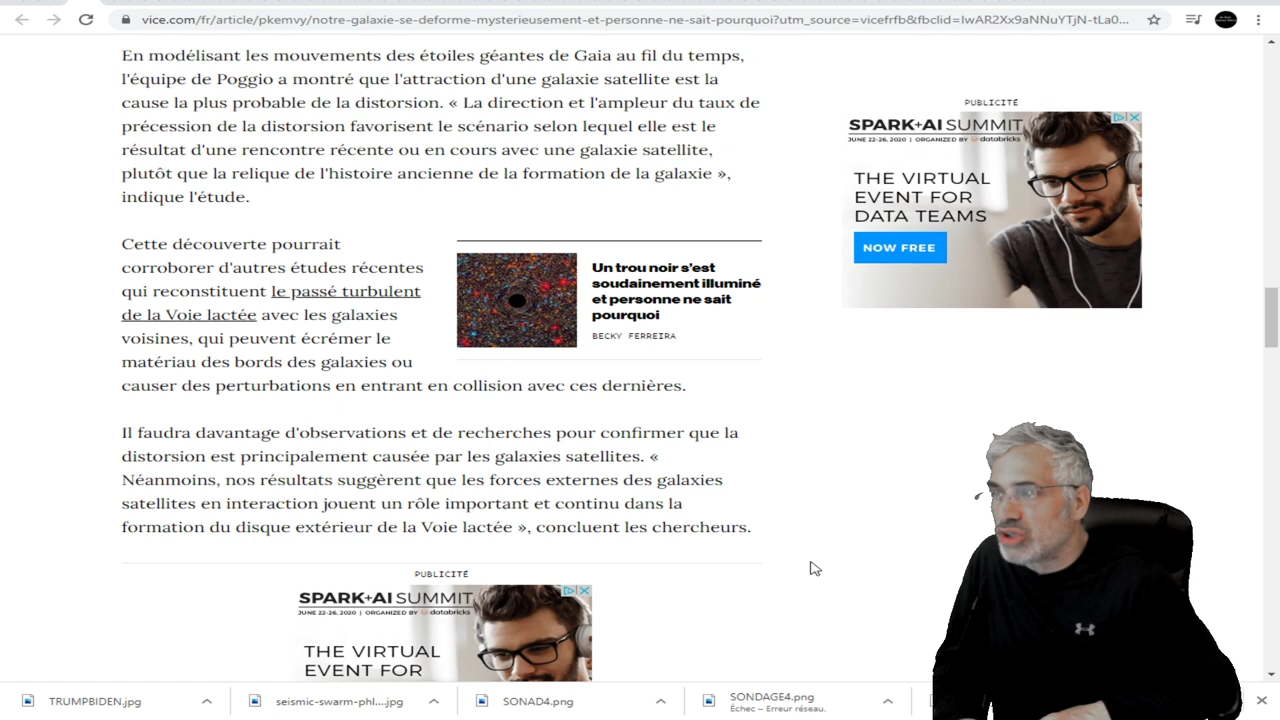 vice.com/fr/article/pkemvy/notre-galaxie-se-deforme-mysterieusement-et-personne-ne-sait-pourquoi?utm_source=vicefrfb&fbclid=IwAR2Xx9aNNuYTjN-tLa0...
En modélisant les mouvements des étoiles géantes de Gaia au fil du temps,
l'équipe de Poggio a montré que l'attraction d'une galaxie satellite est la
cause la plus probable de la distorsion. « La direction et l'ampleur du taux de
précession de la distorsion favorisent le scénario selon lequel elle est le
résultat d'une rencontre récente ou en cours avec une galaxie satellite,
plutôt que la relique de l'histoire ancienne de la formation de la galaxie »,
indique l'étude.
PUBLICITÉ
SPARK+AI SUMMIT
JUNE 22-26, 2020 | ORGANIZED BY databricks
THE VIRTUAL
EVENT FOR
DATA TEAMS
NOW FREE
Cette découverte pourrait
corroborer d'autres études récentes
qui reconstituent le passé turbulent
de la Voie lactée avec les galaxies
voisines, qui peuvent écrémer le
matériau des bords des galaxies ou
causer des perturbations en entrant en collision avec ces dernières.
Un trou noir s'est
soudainement illuminé
et personne ne sait
pourquoi
BECKY FERREIRA
Il faudra davantage d'observations et de recherches pour confirmer que la
distorsion est principalement causée par les galaxies satellites. «
Néanmoins, nos résultats suggèrent que les forces externes des galaxies
satellites en interaction jouent un rôle important et continu dans la
formation du disque extérieur de la Voie lactée », concluent les chercheurs.
PUBLICITÉ
SPARK+AI SUMMIT
JUNE 22-26, 2020 | ORGANIZED BY databricks
THE VIRTUAL
EVENT FOR
TRUMPBIDEN.jpg
seismic-swarm-phl....jpg
SONAD4.png
SONDAGE4.png
Échec – Erreur réseau.